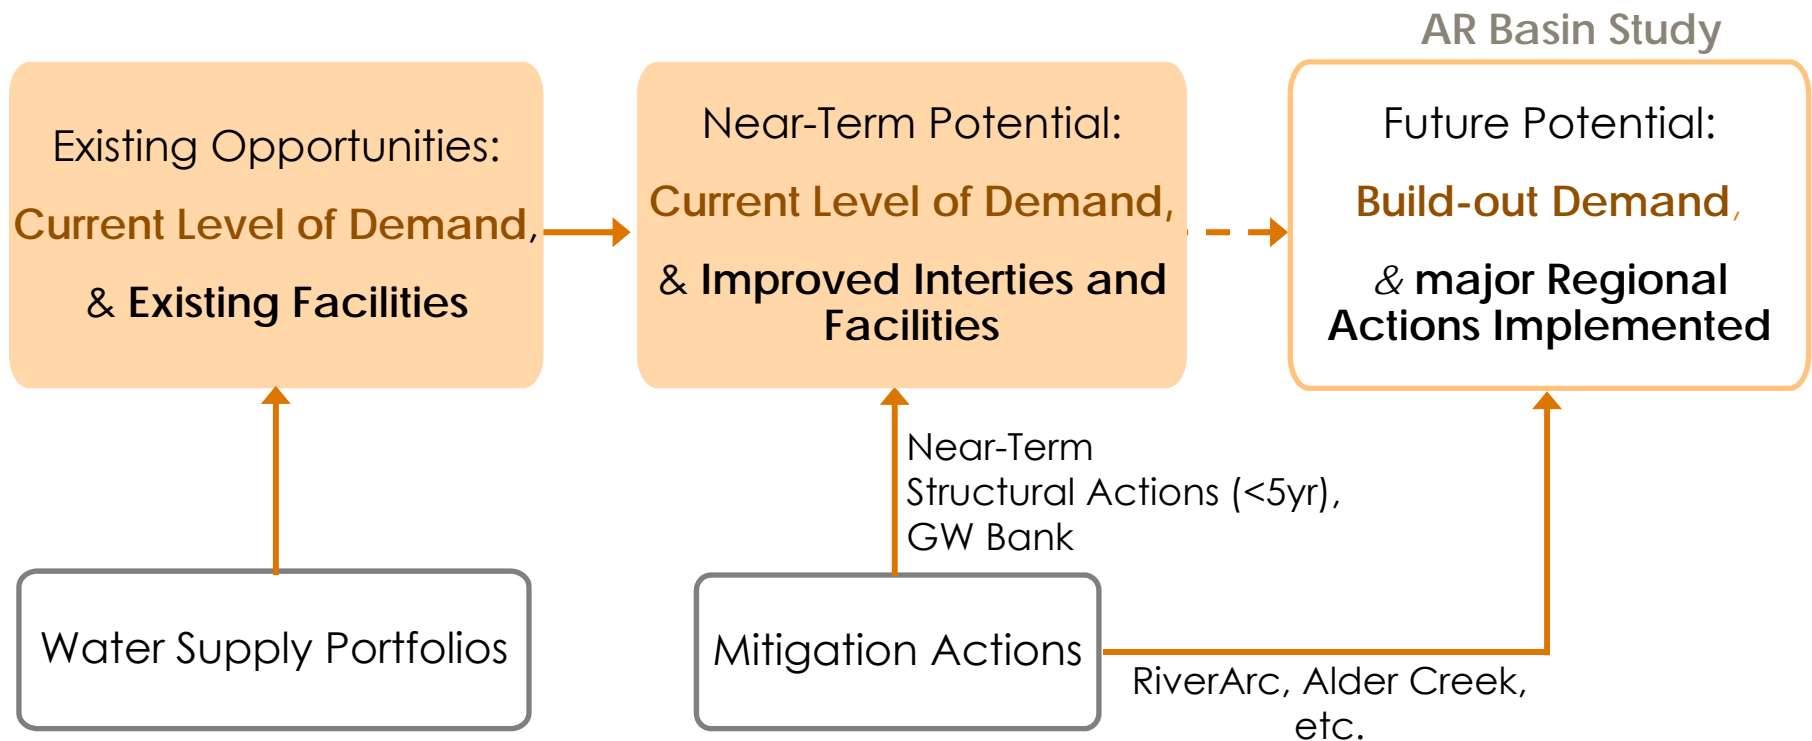 AR Basin Study
Existing Opportunities:
Current Level of Demand,
& Existing Facilities
Near-Term Potential:
Current Level of Demand,
& Improved Interties and
Facilities
Future Potential:
Build-out Demand,
& major Regional
Actions Implemented
Near-Term
Structural Actions (<5yr),
GW Bank
Water Supply Portfolios
Mitigation Actions
RiverArc, Alder Creek,
etc.